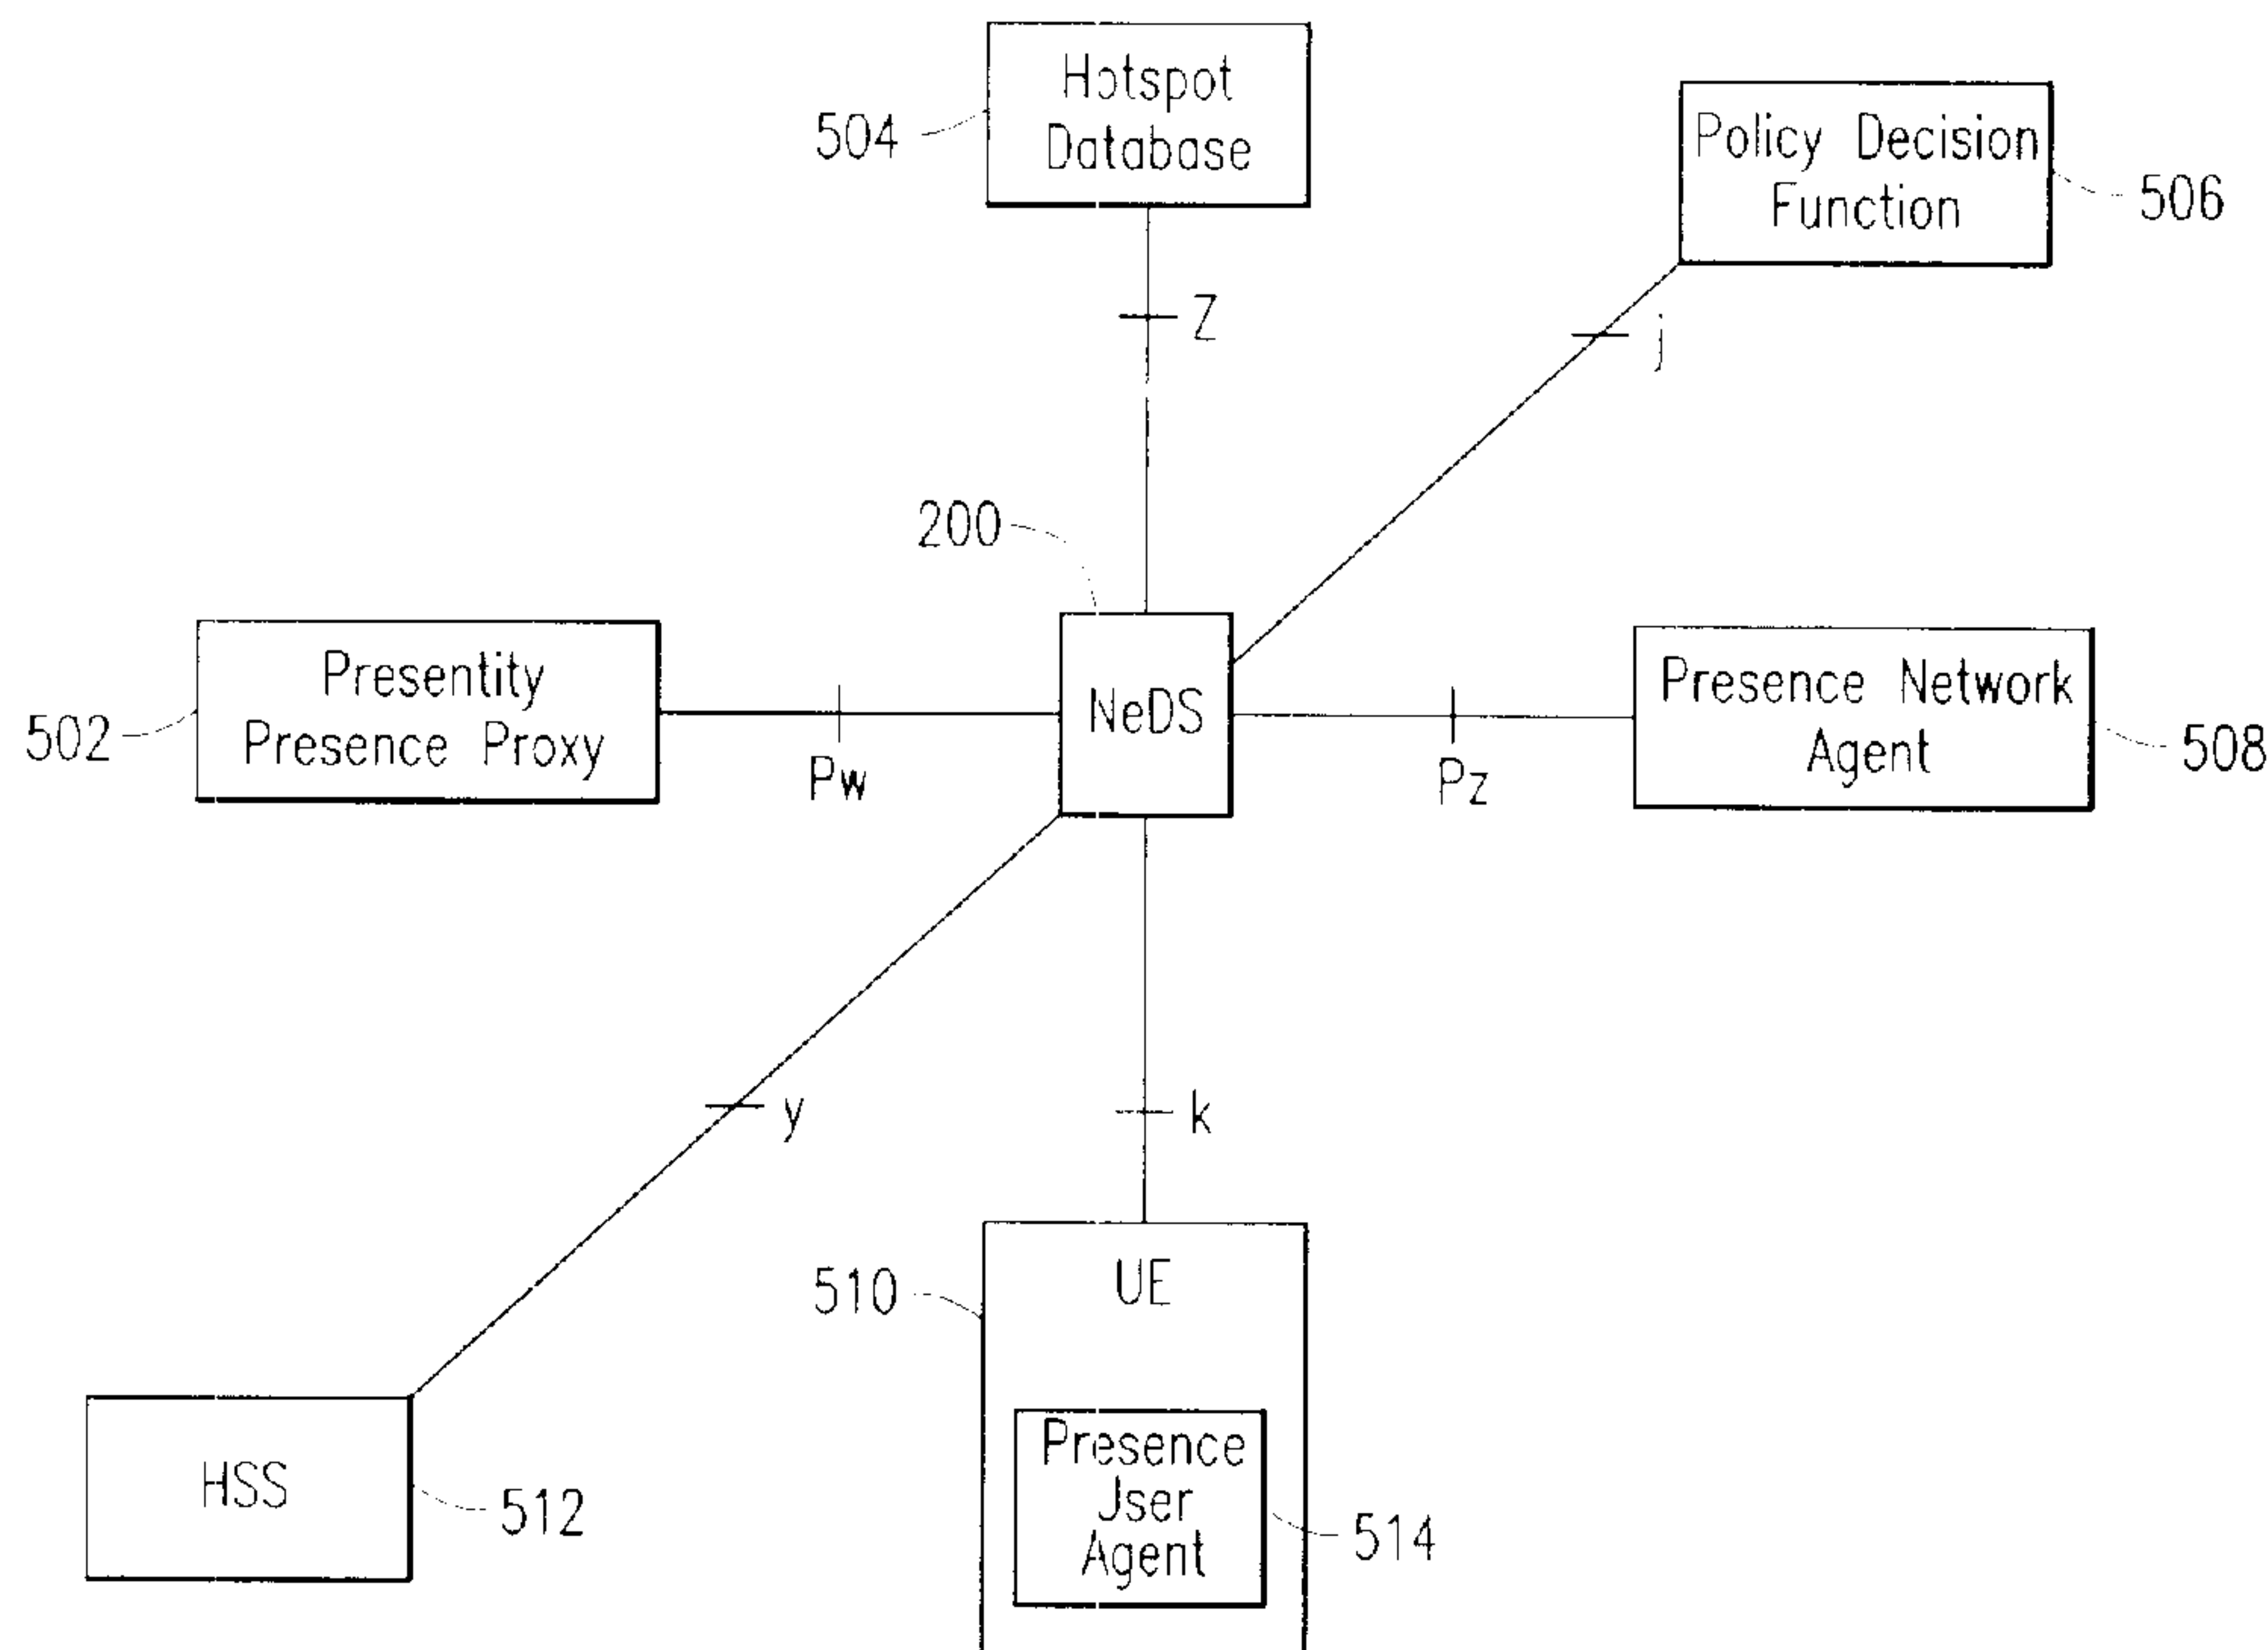 Hotspot
Database
504
Policy Decision
Function
506
Z
j
200
Presentity
Presence Proxy
502
NeDS
Presence Network
Agent
508
Pw
Pz
y
k
UE
510
HSS
512
Presence
User
Agent
514